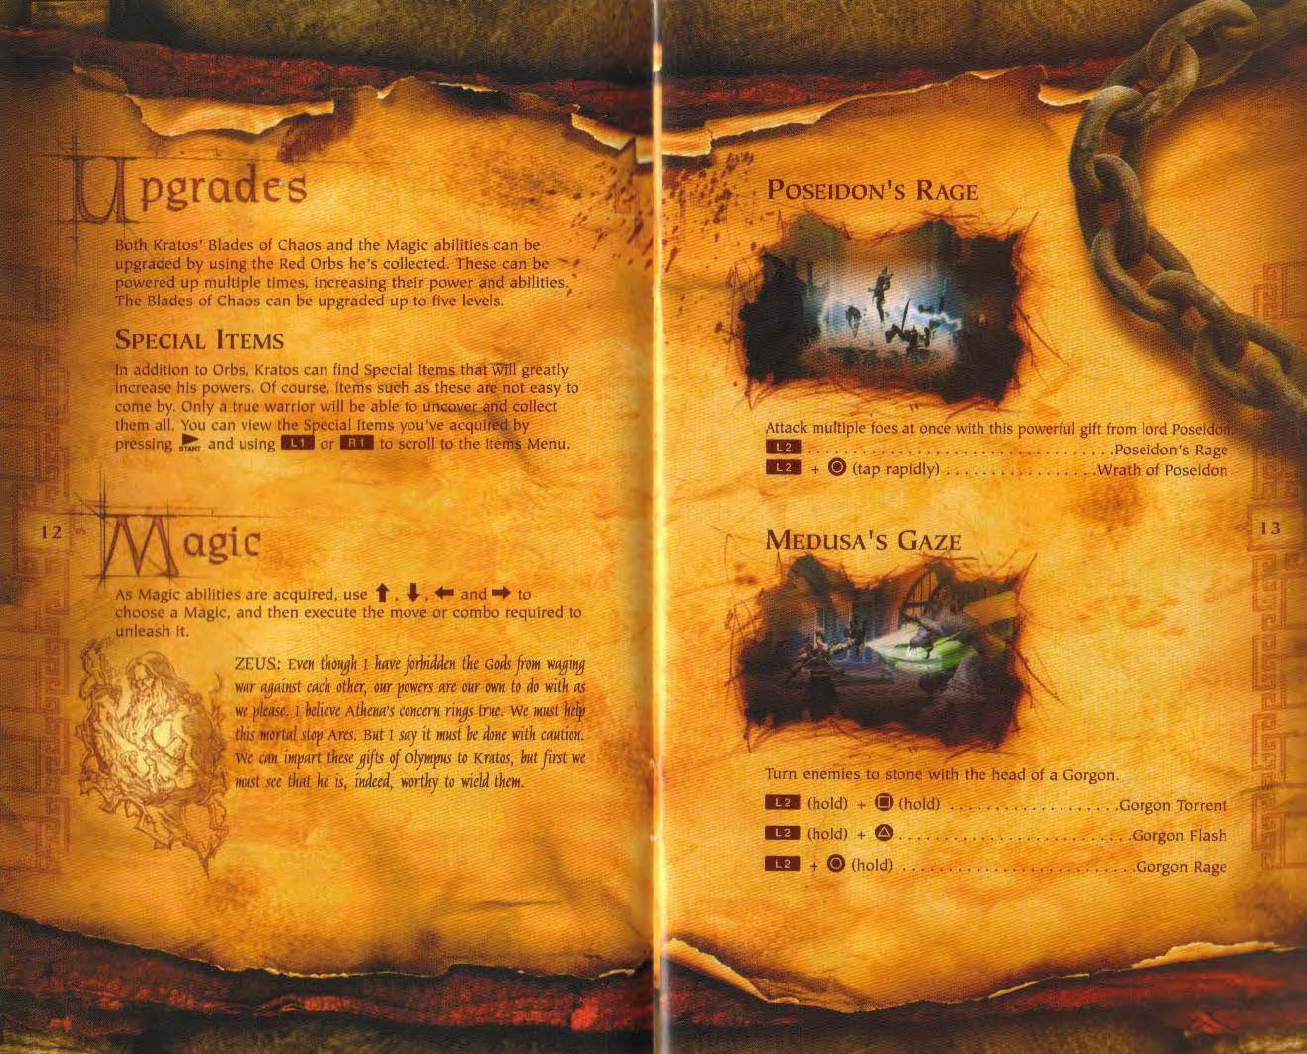 Upgrades
Both Kratos' Blades of Chaos and the Magic abilities can be
upgraded by using the Red Orbs he's collected. These can be
powered up multiple times, increasing their power and abilities.
The Blades of Chaos can be upgraded up to five levels.
SPECIAL ITEMS
In addition to Orbs, Kratos can find Special Items that will greatly
increase his powers. Of course, items such as these are not easy to
come by. Only a true warrior will be able to uncover and collect
them all. You can view the Special Items you've acquired by
pressing START and using L1 or R1 to scroll to the Items Menu.
12
Magic
As Magic abilities are acquired, use ↑, ↓, ← and → to
choose a Magic, and then execute the move or combo required to
unleash it.
ZEUS: Even though I have forbidden the Gods from waging
war against each other, our powers are our own to do with as
we please. I believe Athena's concern rings true. We must help
this mortal stop Ares. But I say it must be done with caution.
We can impart these gifts of Olympus to Kratos, but first we
must see that he is, indeed, worthy to wield them.
POSEIDON'S RAGE
Attack multiple foes at once with this powerful gift from lord Poseidon.
L2 ........................................Poseidon's Rage
L2 + ○ (tap rapidly) ....................Wrath of Poseidon
MEDUSA'S GAZE
13
Turn enemies to stone with the head of a Gorgon.
L2 (hold) + □ (hold) ....................Gorgon Torrent
L2 (hold) + △ ............................Gorgon Flash
L2 + ○ (hold) ............................Gorgon Rage